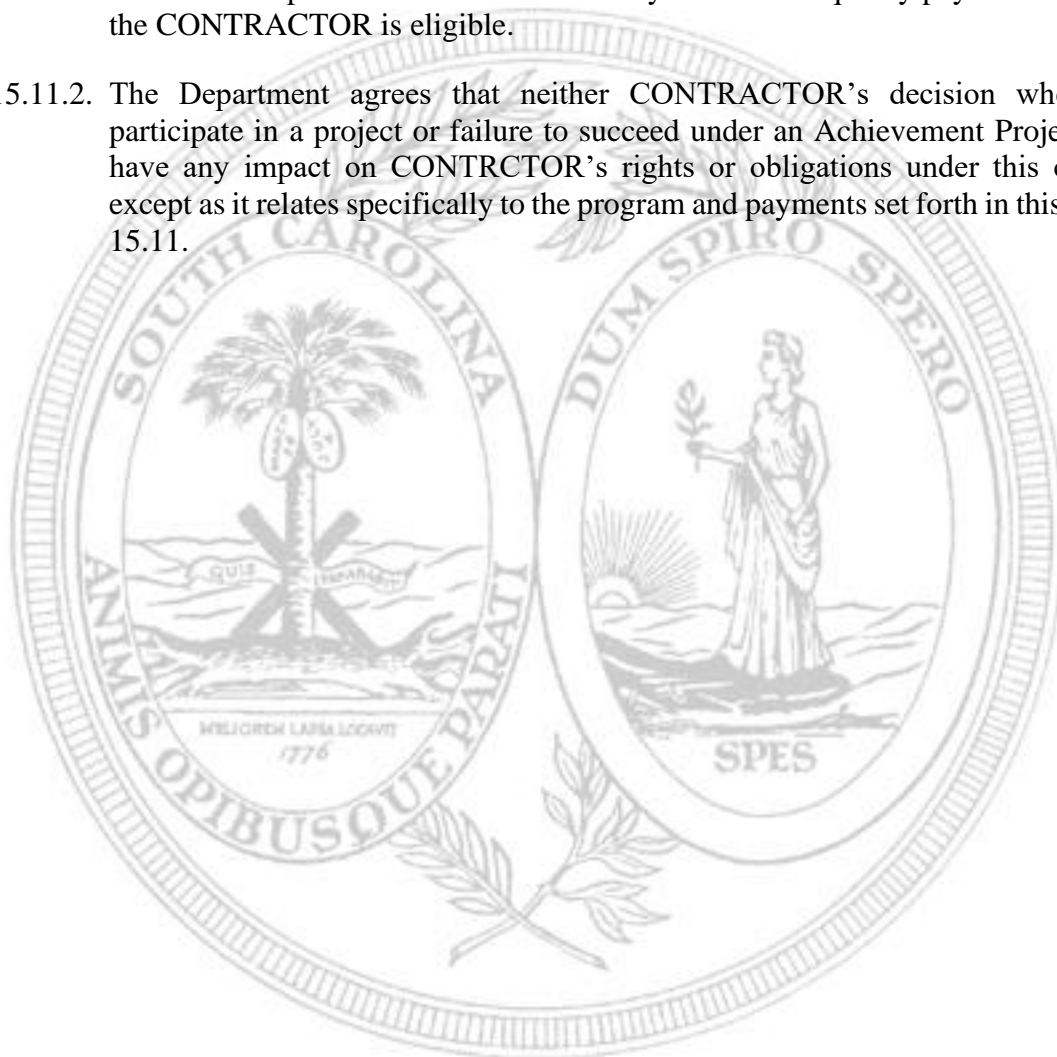 the CONTRACTOR is eligible.
15.11.2. The Department agrees that neither CONTRACTOR’s decision
participate in a project or failure to succeed under an Achievement
have any impact on CONTRCTOR’s rights or obligations under this
except as it relates specifically to the program and payments set forth in this
15.11.
SOUTH CAROLINA
DUM SPIRO SPERO
QUIS
ANIMIS OPIBUSQUE PARATI
MELIOREM LAPSA LOCAVIT
1776
SPES